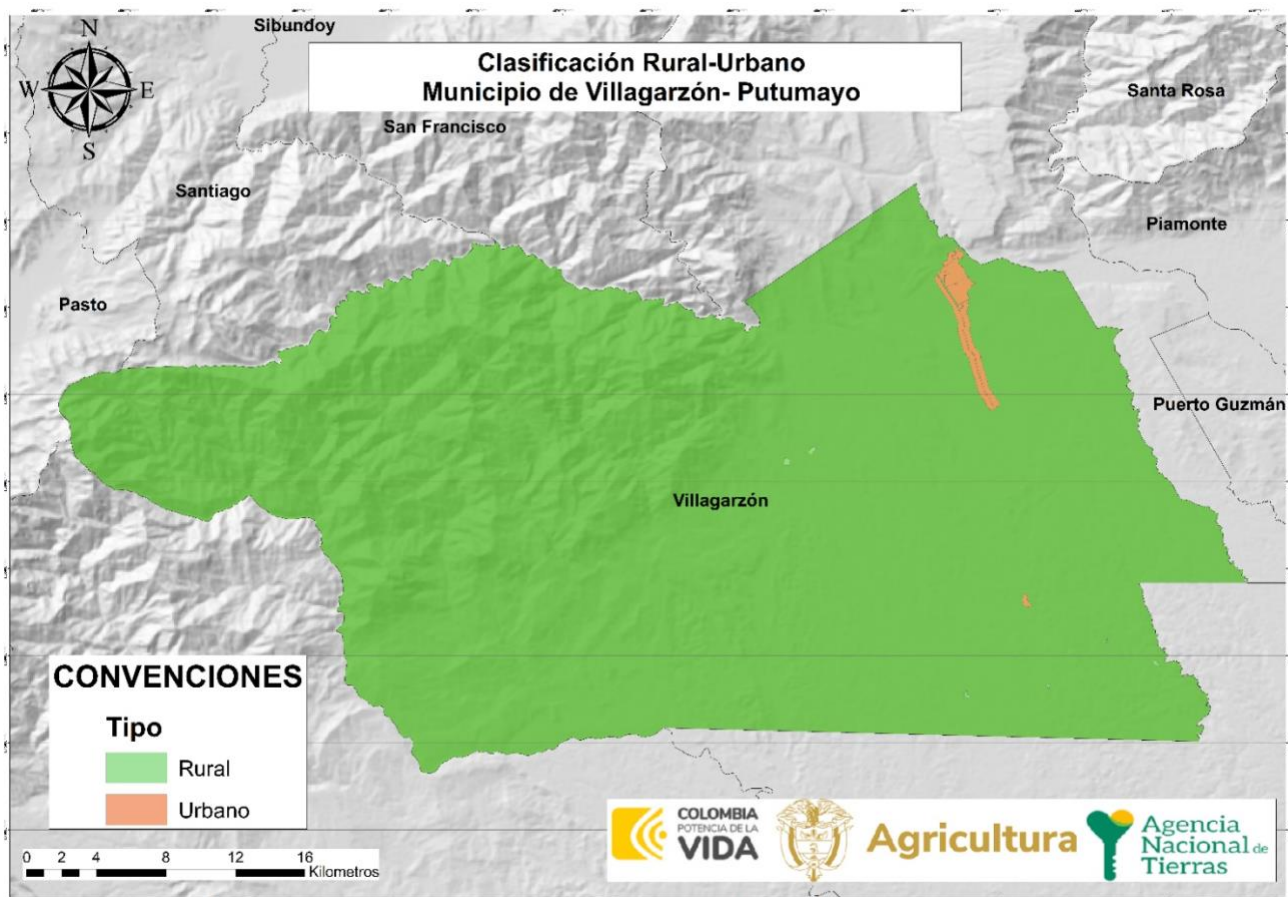 Sibundoy
N
W
E
S
Clasificación Rural-Urbano
Municipio de Villagarzón- Putumayo
Santa Rosa
San Francisco
Santiago
Piamonte
Pasto
Puerto Guzmán
Villagarzón
CONVENCIONES
Tipo
Rural
Urbano
0 2 4 8 12 16
Kilometros
COLOMBIA
POTENCIA DE LA
VIDA
Agricultura
Agencia
Nacional de
Tierras